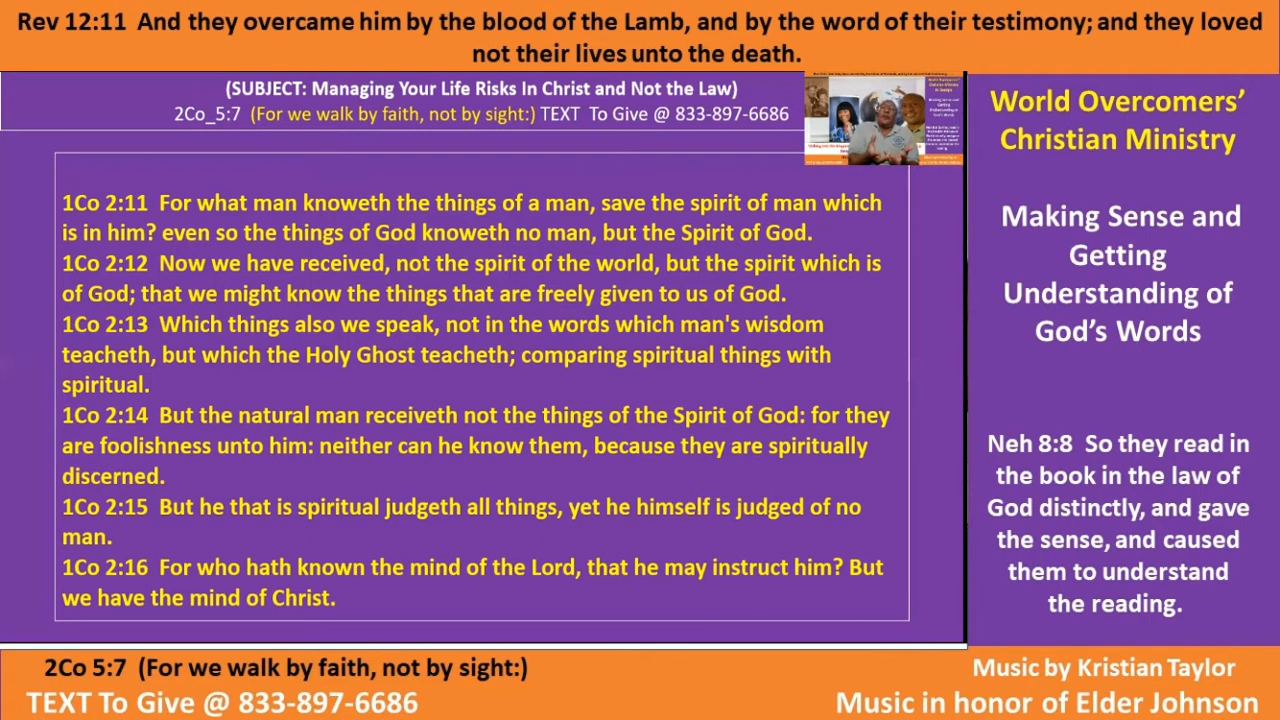 Rev 12:11 And they overcame him by the blood of the Lamb, and by the word of their testimony; and they loved
not their lives unto the death.
(SUBJECT: Managing Your Life Risks In Christ and Not the Law)
2Co_5:7 (For we walk by faith, not by sight:) TEXT To Give @ 833-897-6686
1Co 2:11 For what man knoweth the things of a man, save the spirit of man which
is in him? even so the things of God knoweth no man, but the Spirit of God.
1Co 2:12 Now we have received, not the spirit of the world, but the spirit which is
of God; that we might know the things that are freely given to us of God.
1Co 2:13 Which things also we speak, not in the words which man's wisdom
teacheth, but which the Holy Ghost teacheth; comparing spiritual things with
spiritual.
1Co 2:14 But the natural man receiveth not the things of the Spirit of God: for they
are foolishness unto him: neither can he know them, because they are spiritually
discerned.
1Co 2:15 But he that is spiritual judgeth all things, yet he himself is judged of no
man.
1Co 2:16 For who hath known the mind of the Lord, that he may instruct him? But
we have the mind of Christ.
World Overcomers’
Christian Ministry
Making Sense and
Getting
Understanding of
God’s Words
Neh 8:8 So they read in
the book in the law of
God distinctly, and gave
the sense, and caused
them to understand
the reading.
2Co 5:7 (For we walk by faith, not by sight:)
TEXT To Give @ 833-897-6686
Music by Kristian Taylor
Music in honor of Elder Johnson